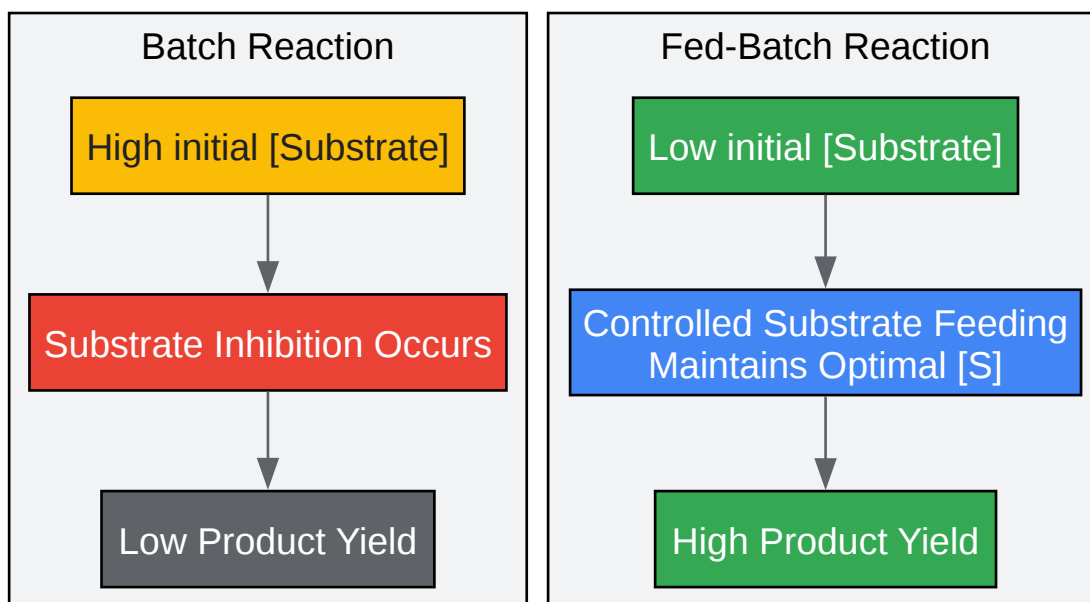 Batch Reaction
High initial [Substrate]
Substrate Inhibition Occurs
Low Product Yield
Fed-Batch Reaction
Low initial [Substrate]
Controlled Substrate Feeding
Maintains Optimal [S]
High Product Yield